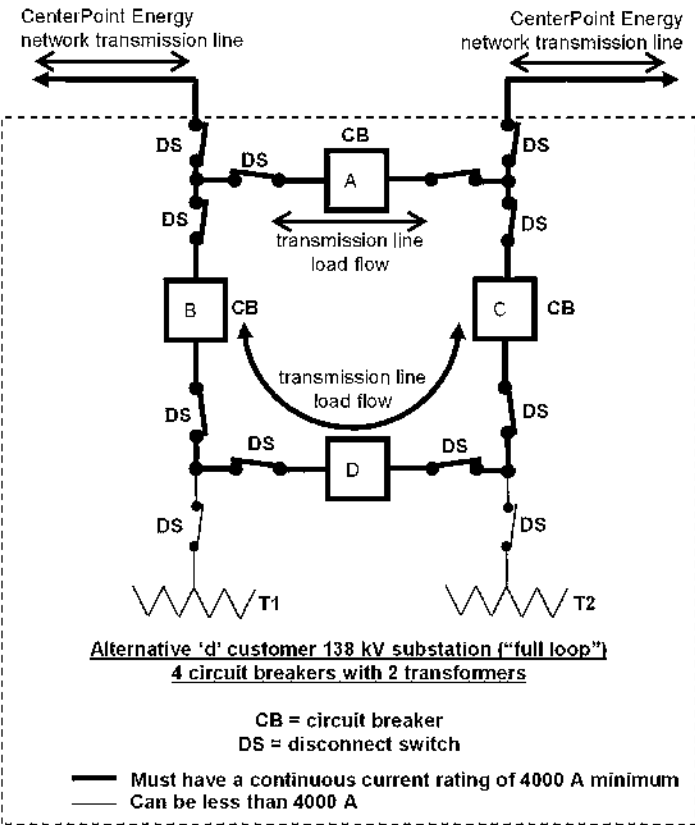 CenterPoint Energy
network transmission line
CenterPoint Energy
network transmission line
DS
DS
CB
A
DS
DS
DS
transmission line
load flow
B
CB
C
CB
transmission line
load flow
DS
DS
DS
D
DS
DS
DS
T1
T2
Alternative ‘d’ customer 138 kV substation (“full loop”)
4 circuit breakers with 2 transformers
CB = circuit breaker
DS = disconnect switch
Must have a continuous current rating of 4000 A minimum
Can be less than 4000 A